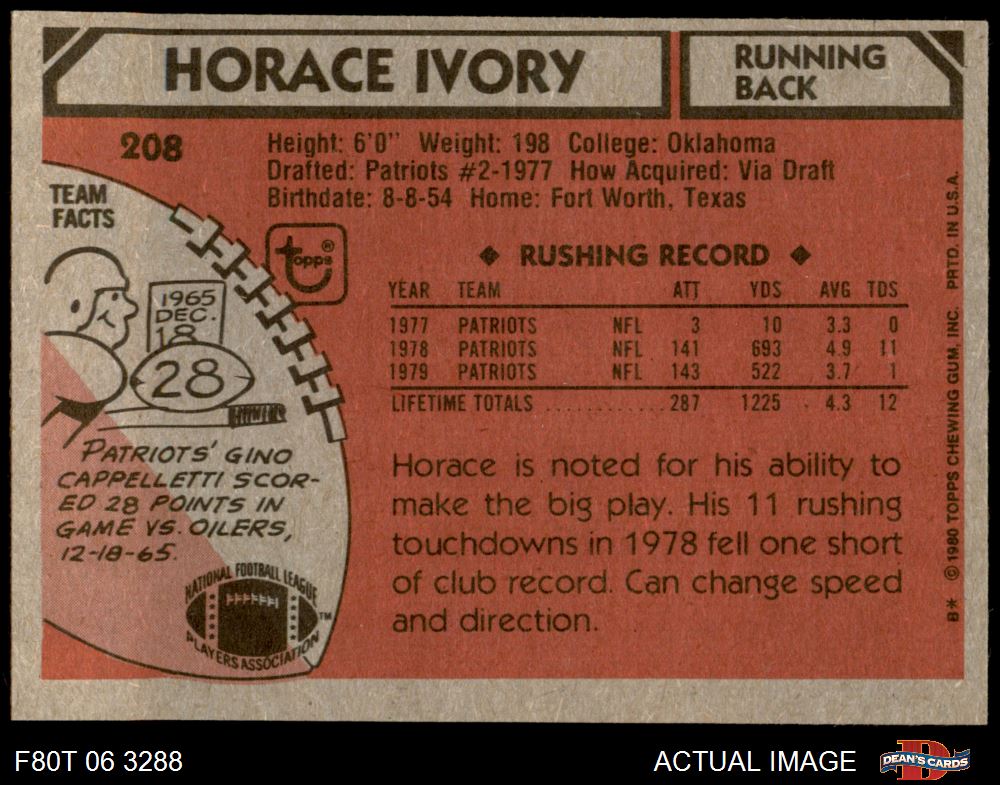 HORACE IVORY
RUNNING
BACK
208
Height: 6'0" Weight: 198 College: Oklahoma
Drafted: Patriots #2-1977 How Acquired: Via Draft
Birthdate: 8-8-54 Home: Fort Worth, Texas
TEAM
FACTS
topps®
1965
DEC.
18
28
PATRIOTS' GINO
CAPPELLETTI SCOR-
ED 28 POINTS IN
GAME VS. OILERS,
12-18-65.
NATIONAL FOOTBALL LEAGUE
PLAYERS ASSOCIATION
TM
◆ RUSHING RECORD ◆
YEAR TEAM ATT YDS AVG TDS
1977 PATRIOTS NFL 3 10 3.3 0
1978 PATRIOTS NFL 141 693 4.9 11
1979 PATRIOTS NFL 143 522 3.7 1
LIFETIME TOTALS ............ 287 1225 4.3 12
Horace is noted for his ability to
make the big play. His 11 rushing
touchdowns in 1978 fell one short
of club record. Can change speed
and direction.
B* © 1980 TOPPS CHEWING GUM, INC. PRTD. IN U.S.A.
F80T 06 3288
ACTUAL IMAGE
D
DEAN'S CARDS